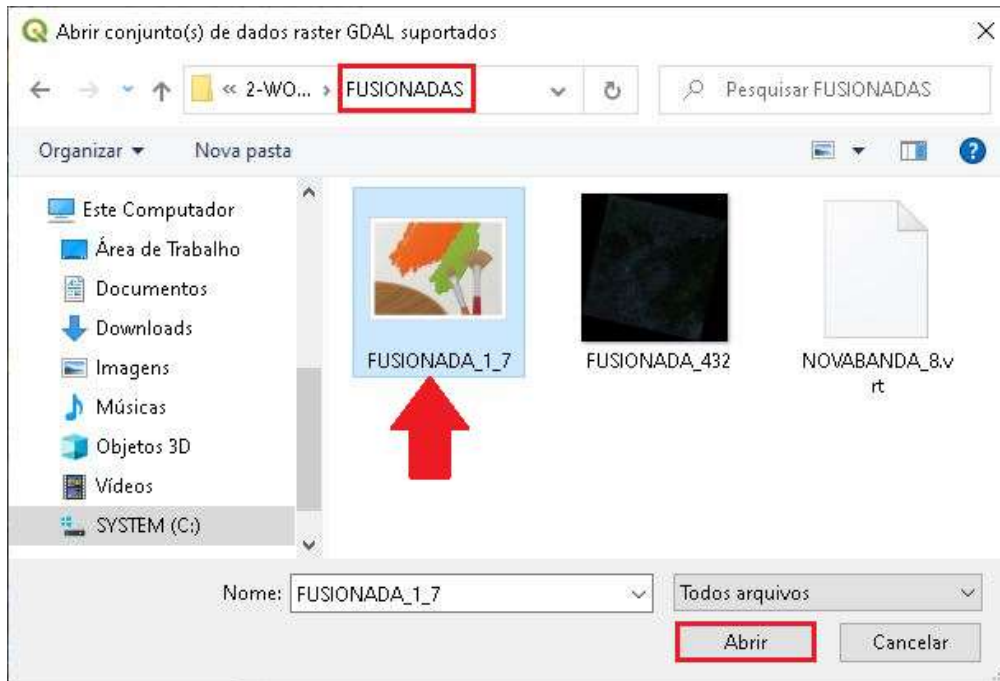 Abrir conjunto(s) de dados raster GDAL suportados
« 2-WO... › FUSIONADAS
Pesquisar FUSIONADAS
Organizar
Nova pasta
Este Computador
Área de Trabalho
Documentos
Downloads
Imagens
Músicas
Objetos 3D
Vídeos
SYSTEM (C:)
FUSIONADA_1_7
FUSIONADA_432
NOVABANDA_8.v
rt
Nome: FUSIONADA_1_7
Todos arquivos
Abrir
Cancelar